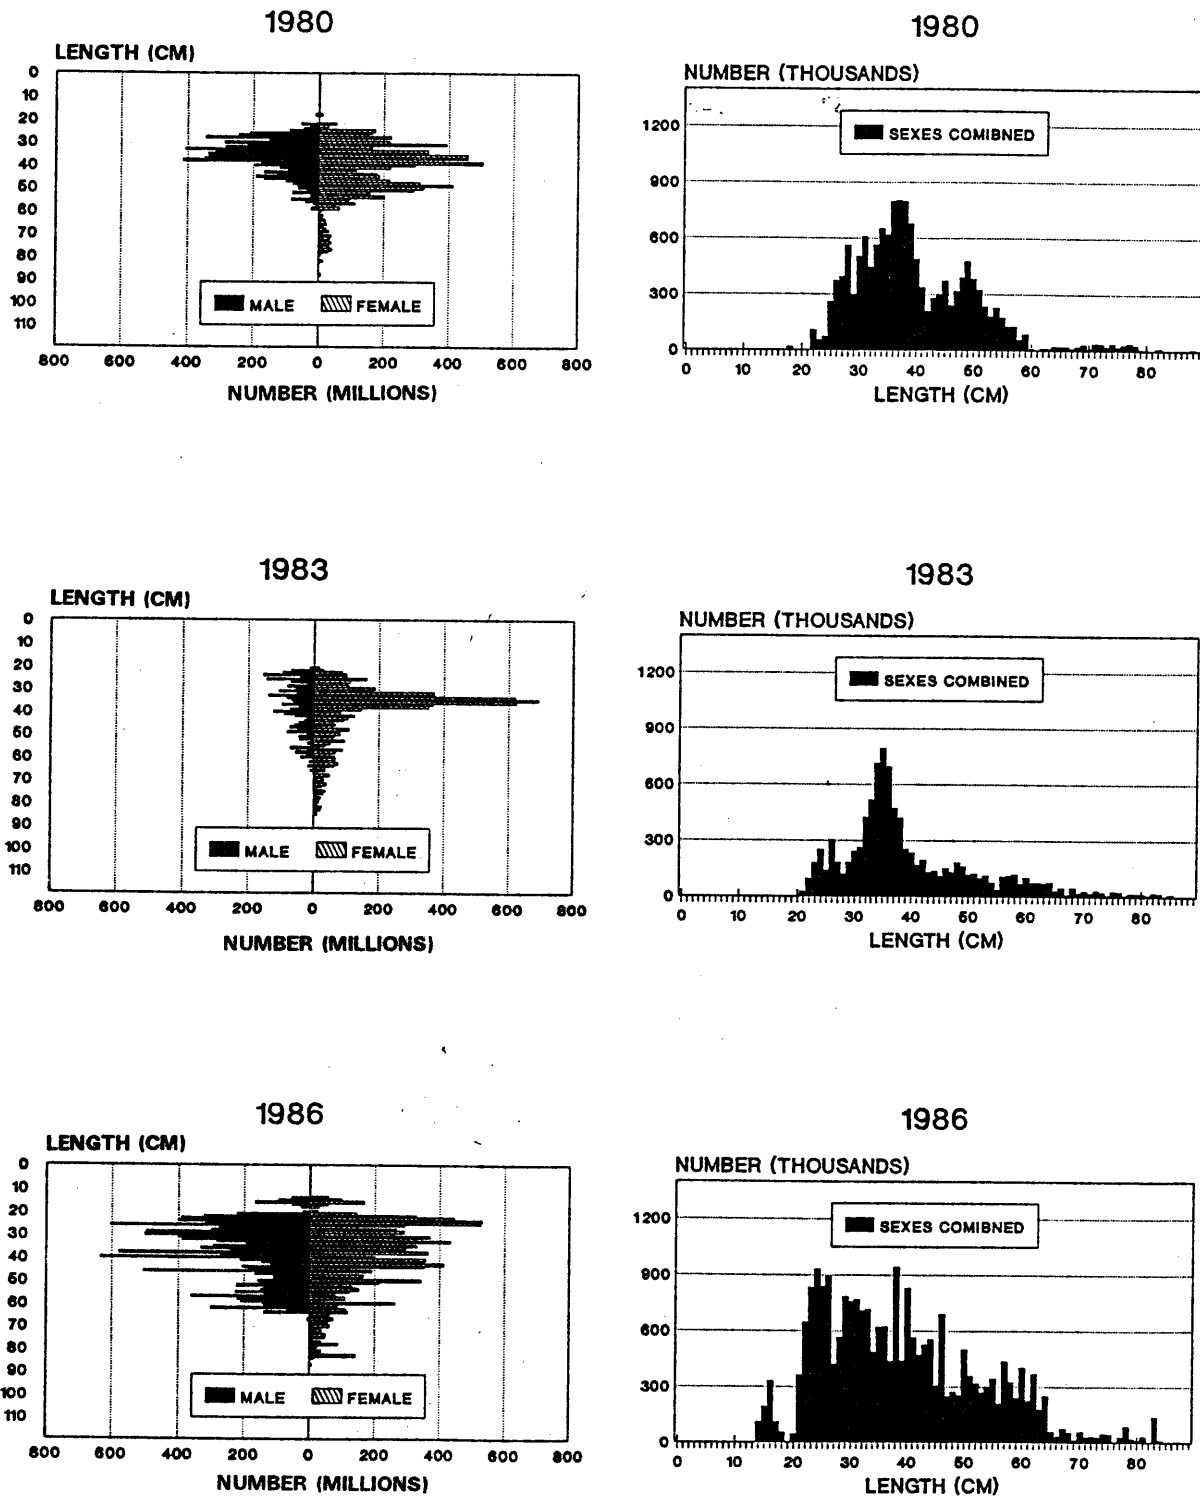 1980
LENGTH (CM)
0
10
20
30
40
50
60
70
80
90
100
110
MALE FEMALE
800 600 400 200 0 200 400 600 800
NUMBER (MILLIONS)
1980
NUMBER (THOUSANDS)
1200
900
600
300
0
SEXES COMIBNED
0 10 20 30 40 50 60 70 80
LENGTH (CM)
1983
LENGTH (CM)
0
10
20
30
40
50
60
70
80
90
100
110
MALE FEMALE
800 600 400 200 0 200 400 600 800
NUMBER (MILLIONS)
1983
NUMBER (THOUSANDS)
1200
900
600
300
0
SEXES COMBINED
0 10 20 30 40 50 60 70 80
LENGTH (CM)
1986
LENGTH (CM)
0
10
20
30
40
50
60
70
80
90
100
110
MALE FEMALE
800 600 400 200 0 200 400 600 800
NUMBER (MILLIONS)
1986
NUMBER (THOUSANDS)
1200
900
600
300
0
SEXES COMIBNED
0 10 20 30 40 50 60 70 80
LENGTH (CM)